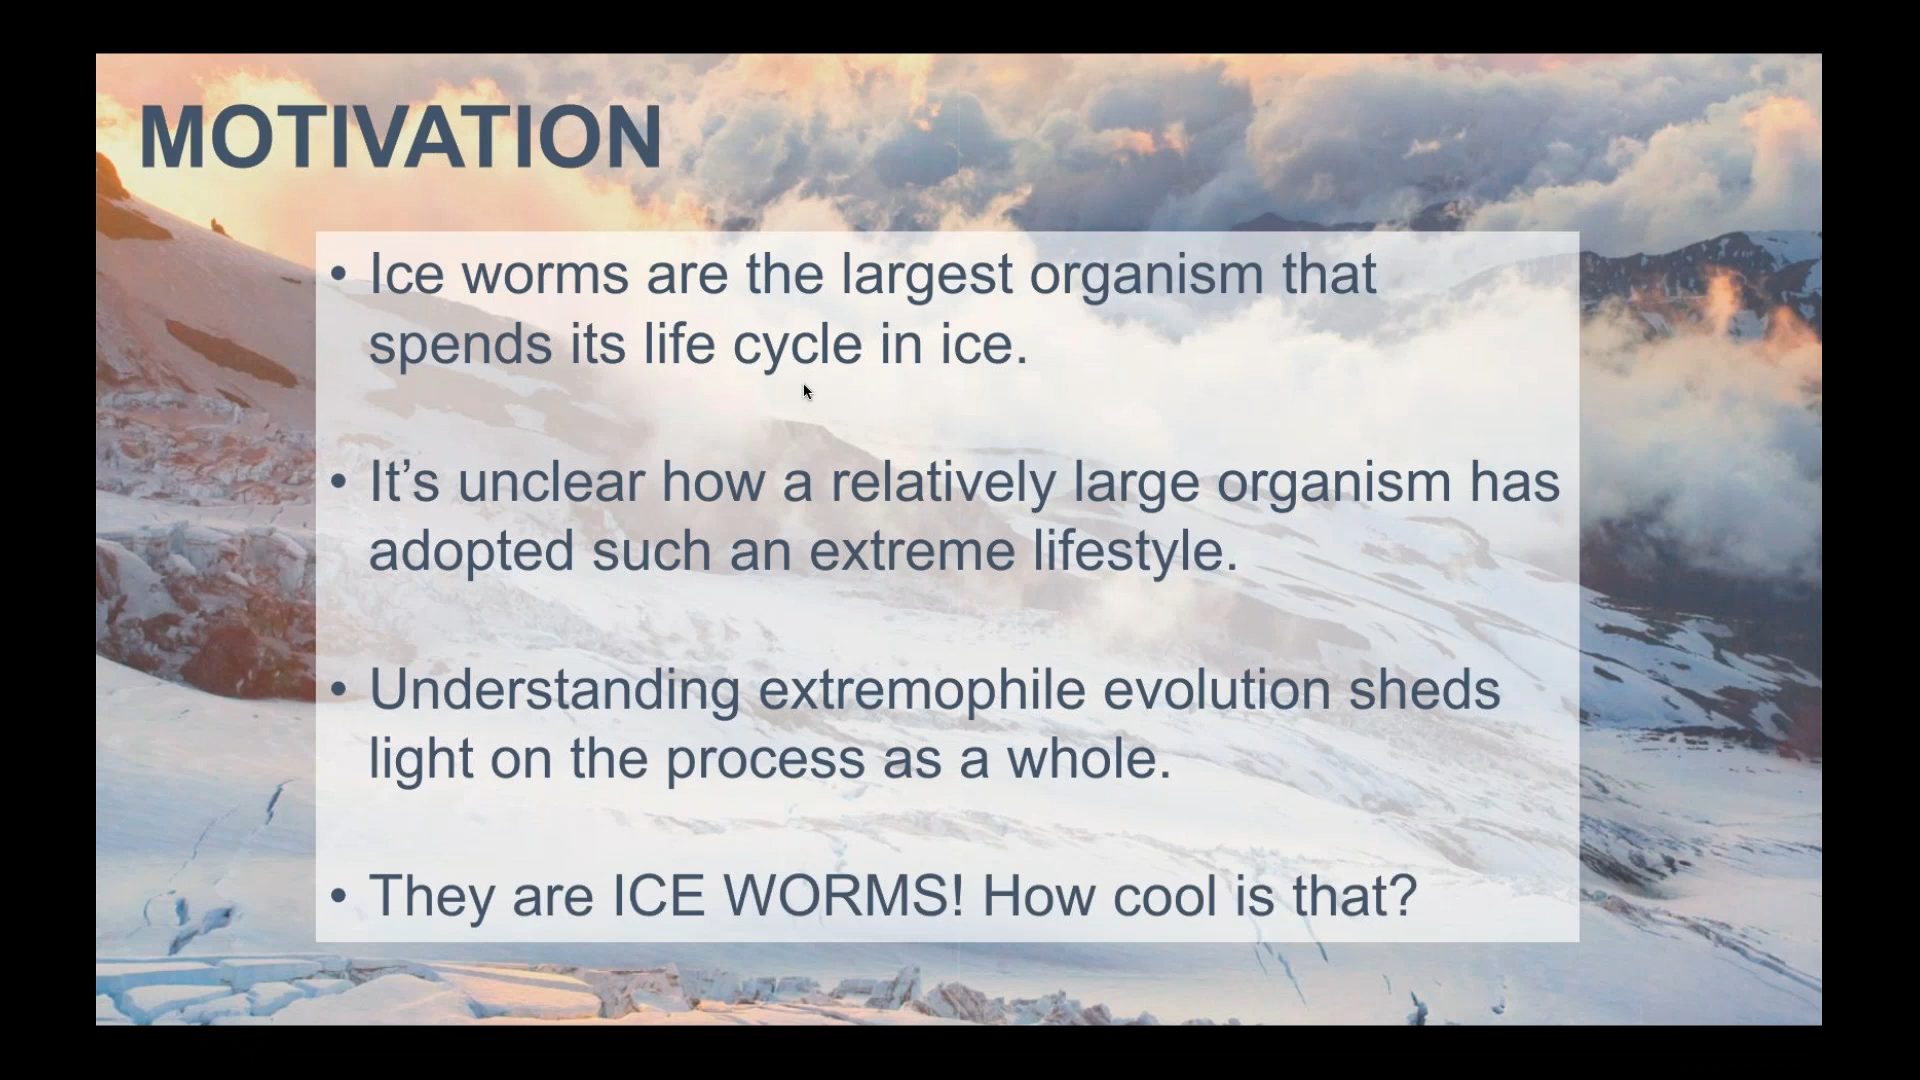 MOTIVATION
• Ice worms are the largest organism that
spends its life cycle in ice.
• It’s unclear how a relatively large organism has
adopted such an extreme lifestyle.
• Understanding extremophile evolution sheds
light on the process as a whole.
• They are ICE WORMS! How cool is that?